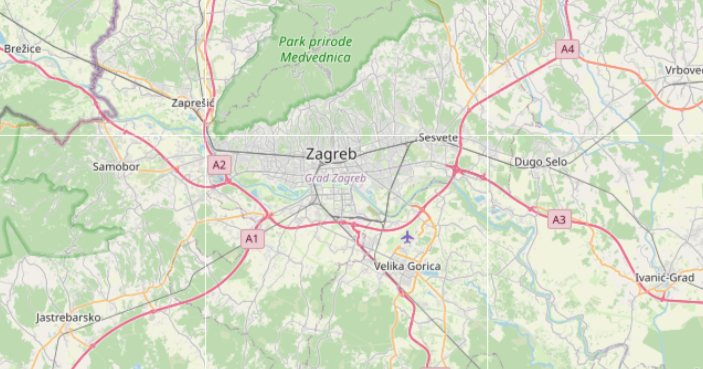 Park prirode
Medvednica
A4
Brežice
Vrbovec
Zaprešić
Sesvete
Zagreb
Samobor
A2
Dugo Selo
Grad Zagreb
A3
A1
Velika Gorica
Ivanić-Grad
Jastrebarsko